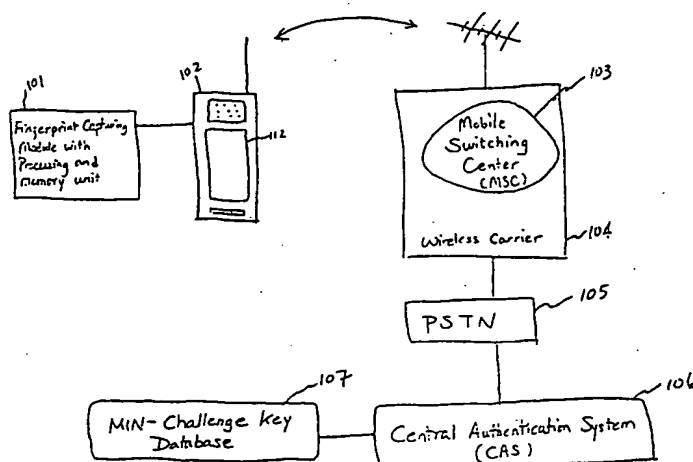 101
Fingerprint Capturing
Module with
Processing and
Memory unit
102
112
103
Mobile
Switching
Center
(MSC)
Wireless Carrier
104
PSTN
105
107
MIN-Challenge Key
Database
106
Central Authentication System
(CAS)